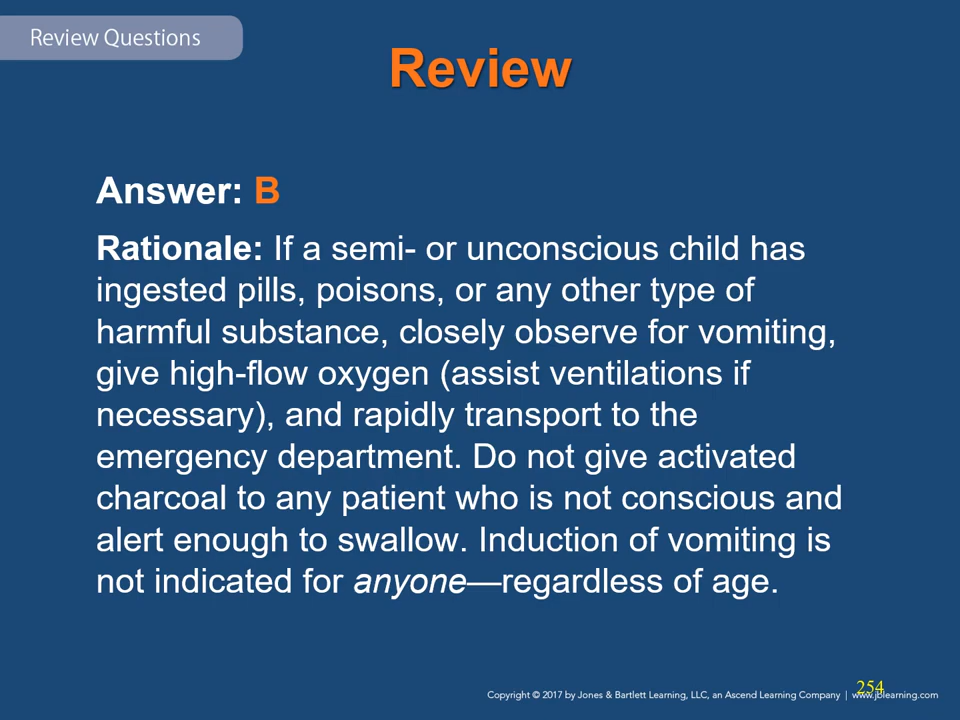 Review Questions
Review
Answer: B
Rationale: If a semi- or unconscious child has
ingested pills, poisons, or any other type of
harmful substance, closely observe for vomiting,
give high-flow oxygen (assist ventilations if
necessary), and rapidly transport to the
emergency department. Do not give activated
charcoal to any patient who is not conscious and
alert enough to swallow. Induction of vomiting is
not indicated for anyone—regardless of age.
254
Copyright © 2017 by Jones & Bartlett Learning, LLC, an Ascend Learning Company | www.jblearning.com